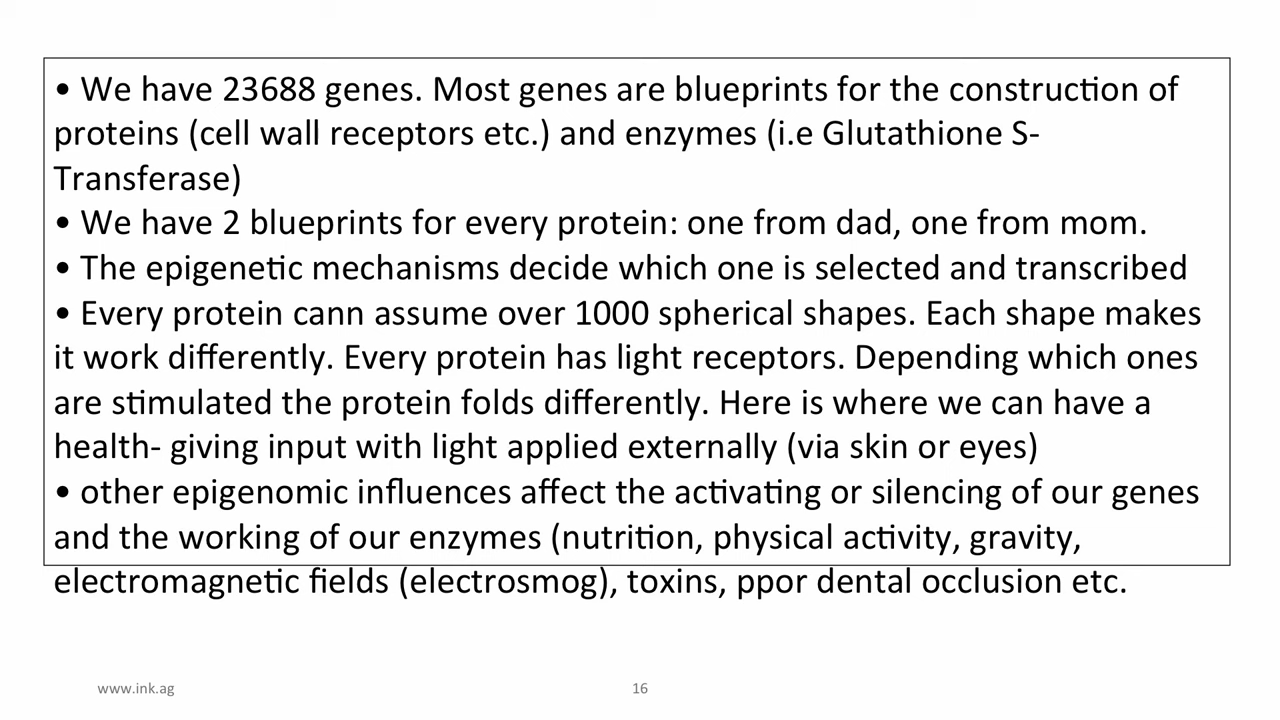 • We have 23688 genes. Most genes are blueprints for the construction of
proteins (cell wall receptors etc.) and enzymes (i.e Glutathione S-
Transferase)
• We have 2 blueprints for every protein: one from dad, one from mom.
• The epigenetic mechanisms decide which one is selected and transcribed
• Every protein cann assume over 1000 spherical shapes. Each shape makes
it work differently. Every protein has light receptors. Depending which ones
are stimulated the protein folds differently. Here is where we can have a
health- giving input with light applied externally (via skin or eyes)
• other epigenomic influences affect the activating or silencing of our genes
and the working of our enzymes (nutrition, physical activity, gravity,
electromagnetic fields (electrosmog), toxins, ppor dental occlusion etc.
www.ink.ag
16